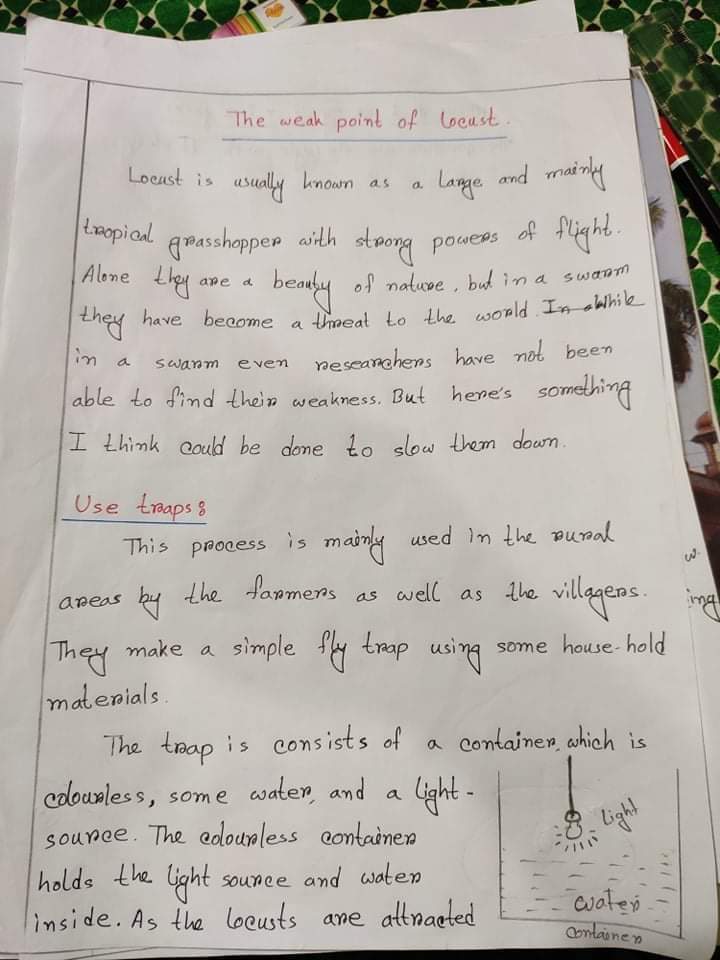 The weak point of locust.
Locust is usually known as a large and mainly
tropical grasshopper with strong powers of flight.
Alone they are a beauty of nature, but in a swarm
they have become a threat to the world. In While
in a swarm even researchers have not been
able to find their weakness. But here's something
I think could be done to slow them down.
Use traps:
This process is mainly used in the rural
areas by the farmers as well as the villagers.
They make a simple fly trap using some house-hold
materials.
The trap is consists of a container, which is
colourless, some water, and a light-
source. The colourless container
holds the light source and water
inside. As the locusts are attracted
light
water
container
w.
ing